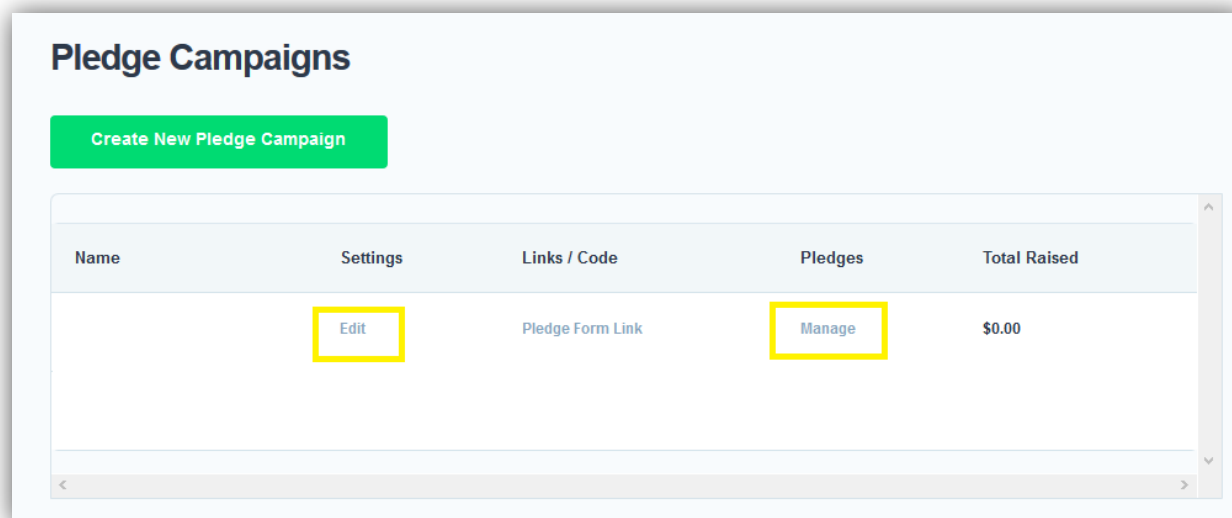 Pledge Campaigns
Create New Pledge Campaign
Name Settings Links / Code Pledges Total Raised
Edit Pledge Form Link Manage $0.00